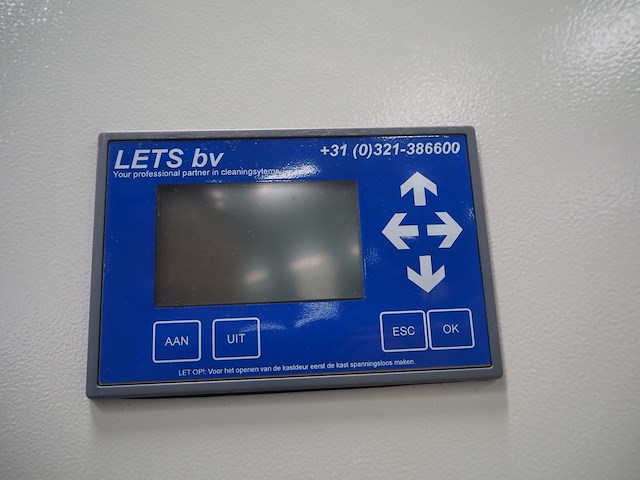 LETS bv
+31 (0)321-386600
Your professional partner in cleaningsytems
AAN
UIT
ESC
OK
LET OP!: Voor het openen van de kastdeur eerst de kast spanningsloos maken.